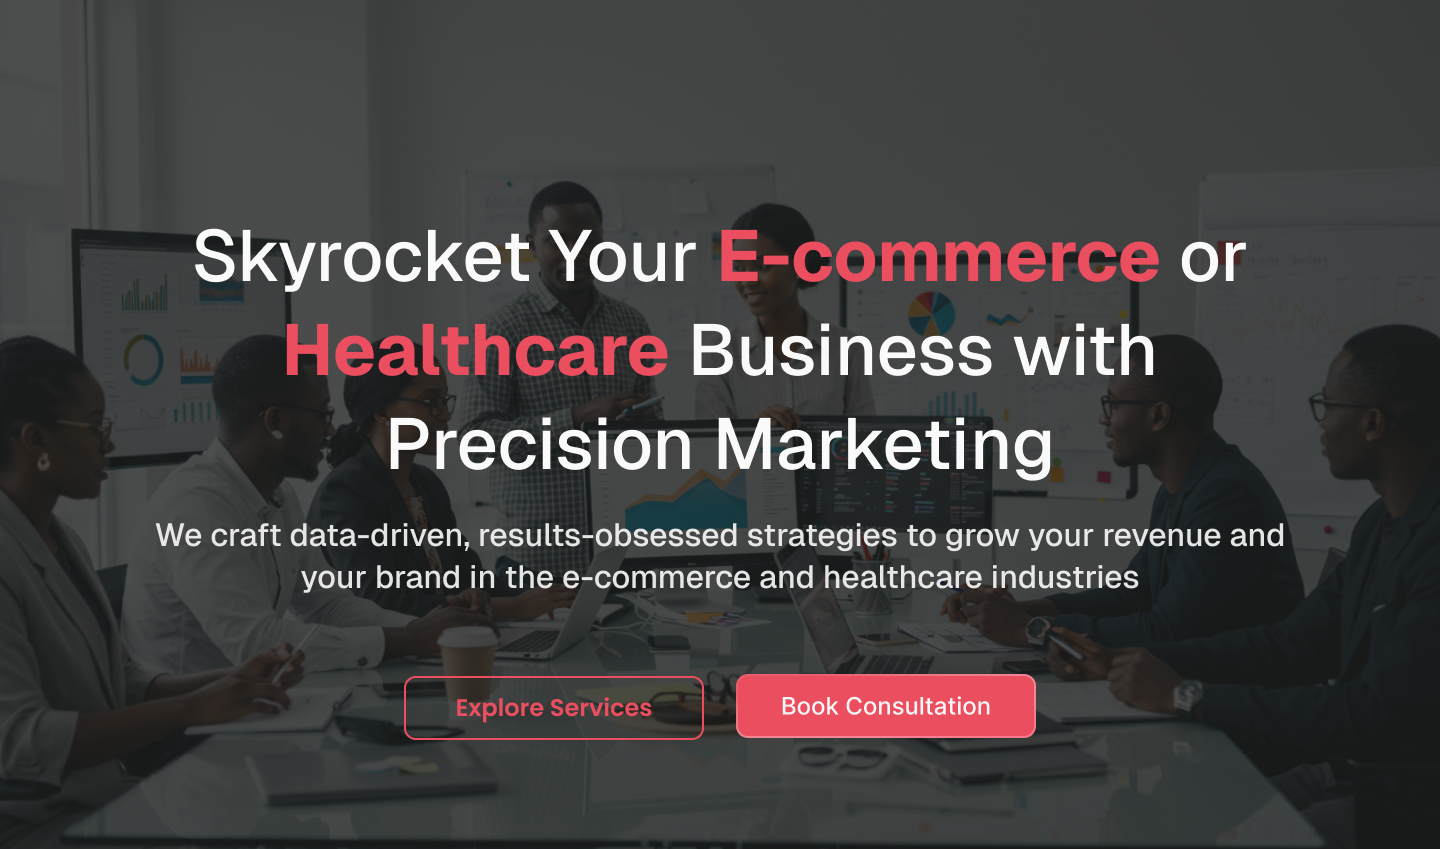 Skyrocket Your E-commerce or
Healthcare Business with
Precision Marketing
We craft data-driven, results-obsessed strategies to grow your revenue and
your brand in the e-commerce and healthcare industries
Explore Services
Book Consultation